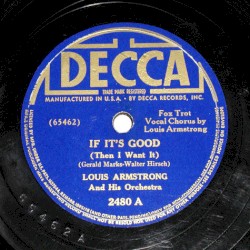 DECCA
TRADE MARK REGISTERED
MANUFACTURED IN U.S.A. • BY DECCA RECORDS, INC.
(65462)
Fox Trot
Vocal Chorus by
Louis Armstrong
IF IT'S GOOD
(Then I Want It)
(Gerald Marks-Walter Hirsch)
LOUIS ARMSTRONG
And His Orchestra
2480 A
65462A